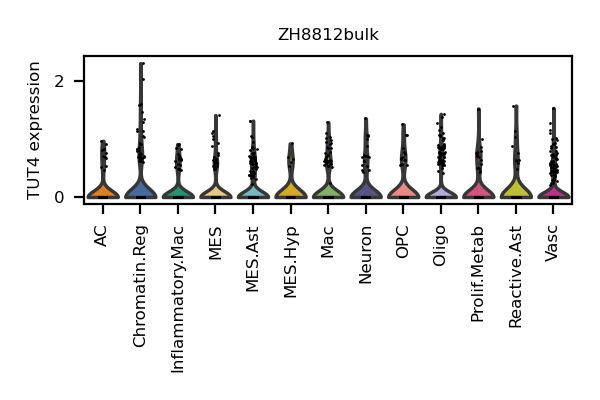 ZH8812bulk
TUT4 expression
2
0
AC
Chromatin.Reg
Inflammatory.Mac
MES
MES.Ast
MES.Hyp
Mac
Neuron
OPC
Oligo
Prolif.Metab
Reactive.Ast
Vasc